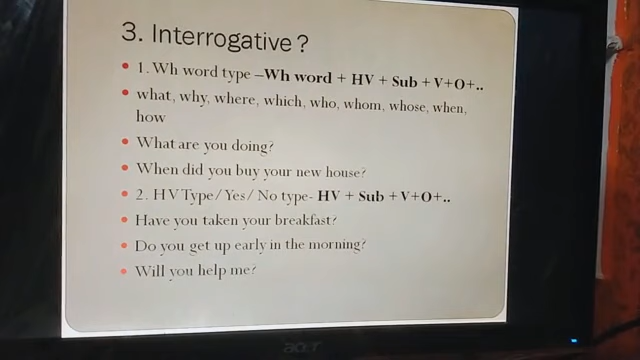 3. Interrogative ?
1. Wh word type –Wh word + HV + Sub + V+O+..
what, why, where, which, who, whom, whose, when,
how
What are you doing?
When did you buy your new house?
2. HV Type/Yes/ No type- HV + Sub +V+O+..
Have you taken your breakfast?
Do you get up early in the morning?
Will you help me?
acer